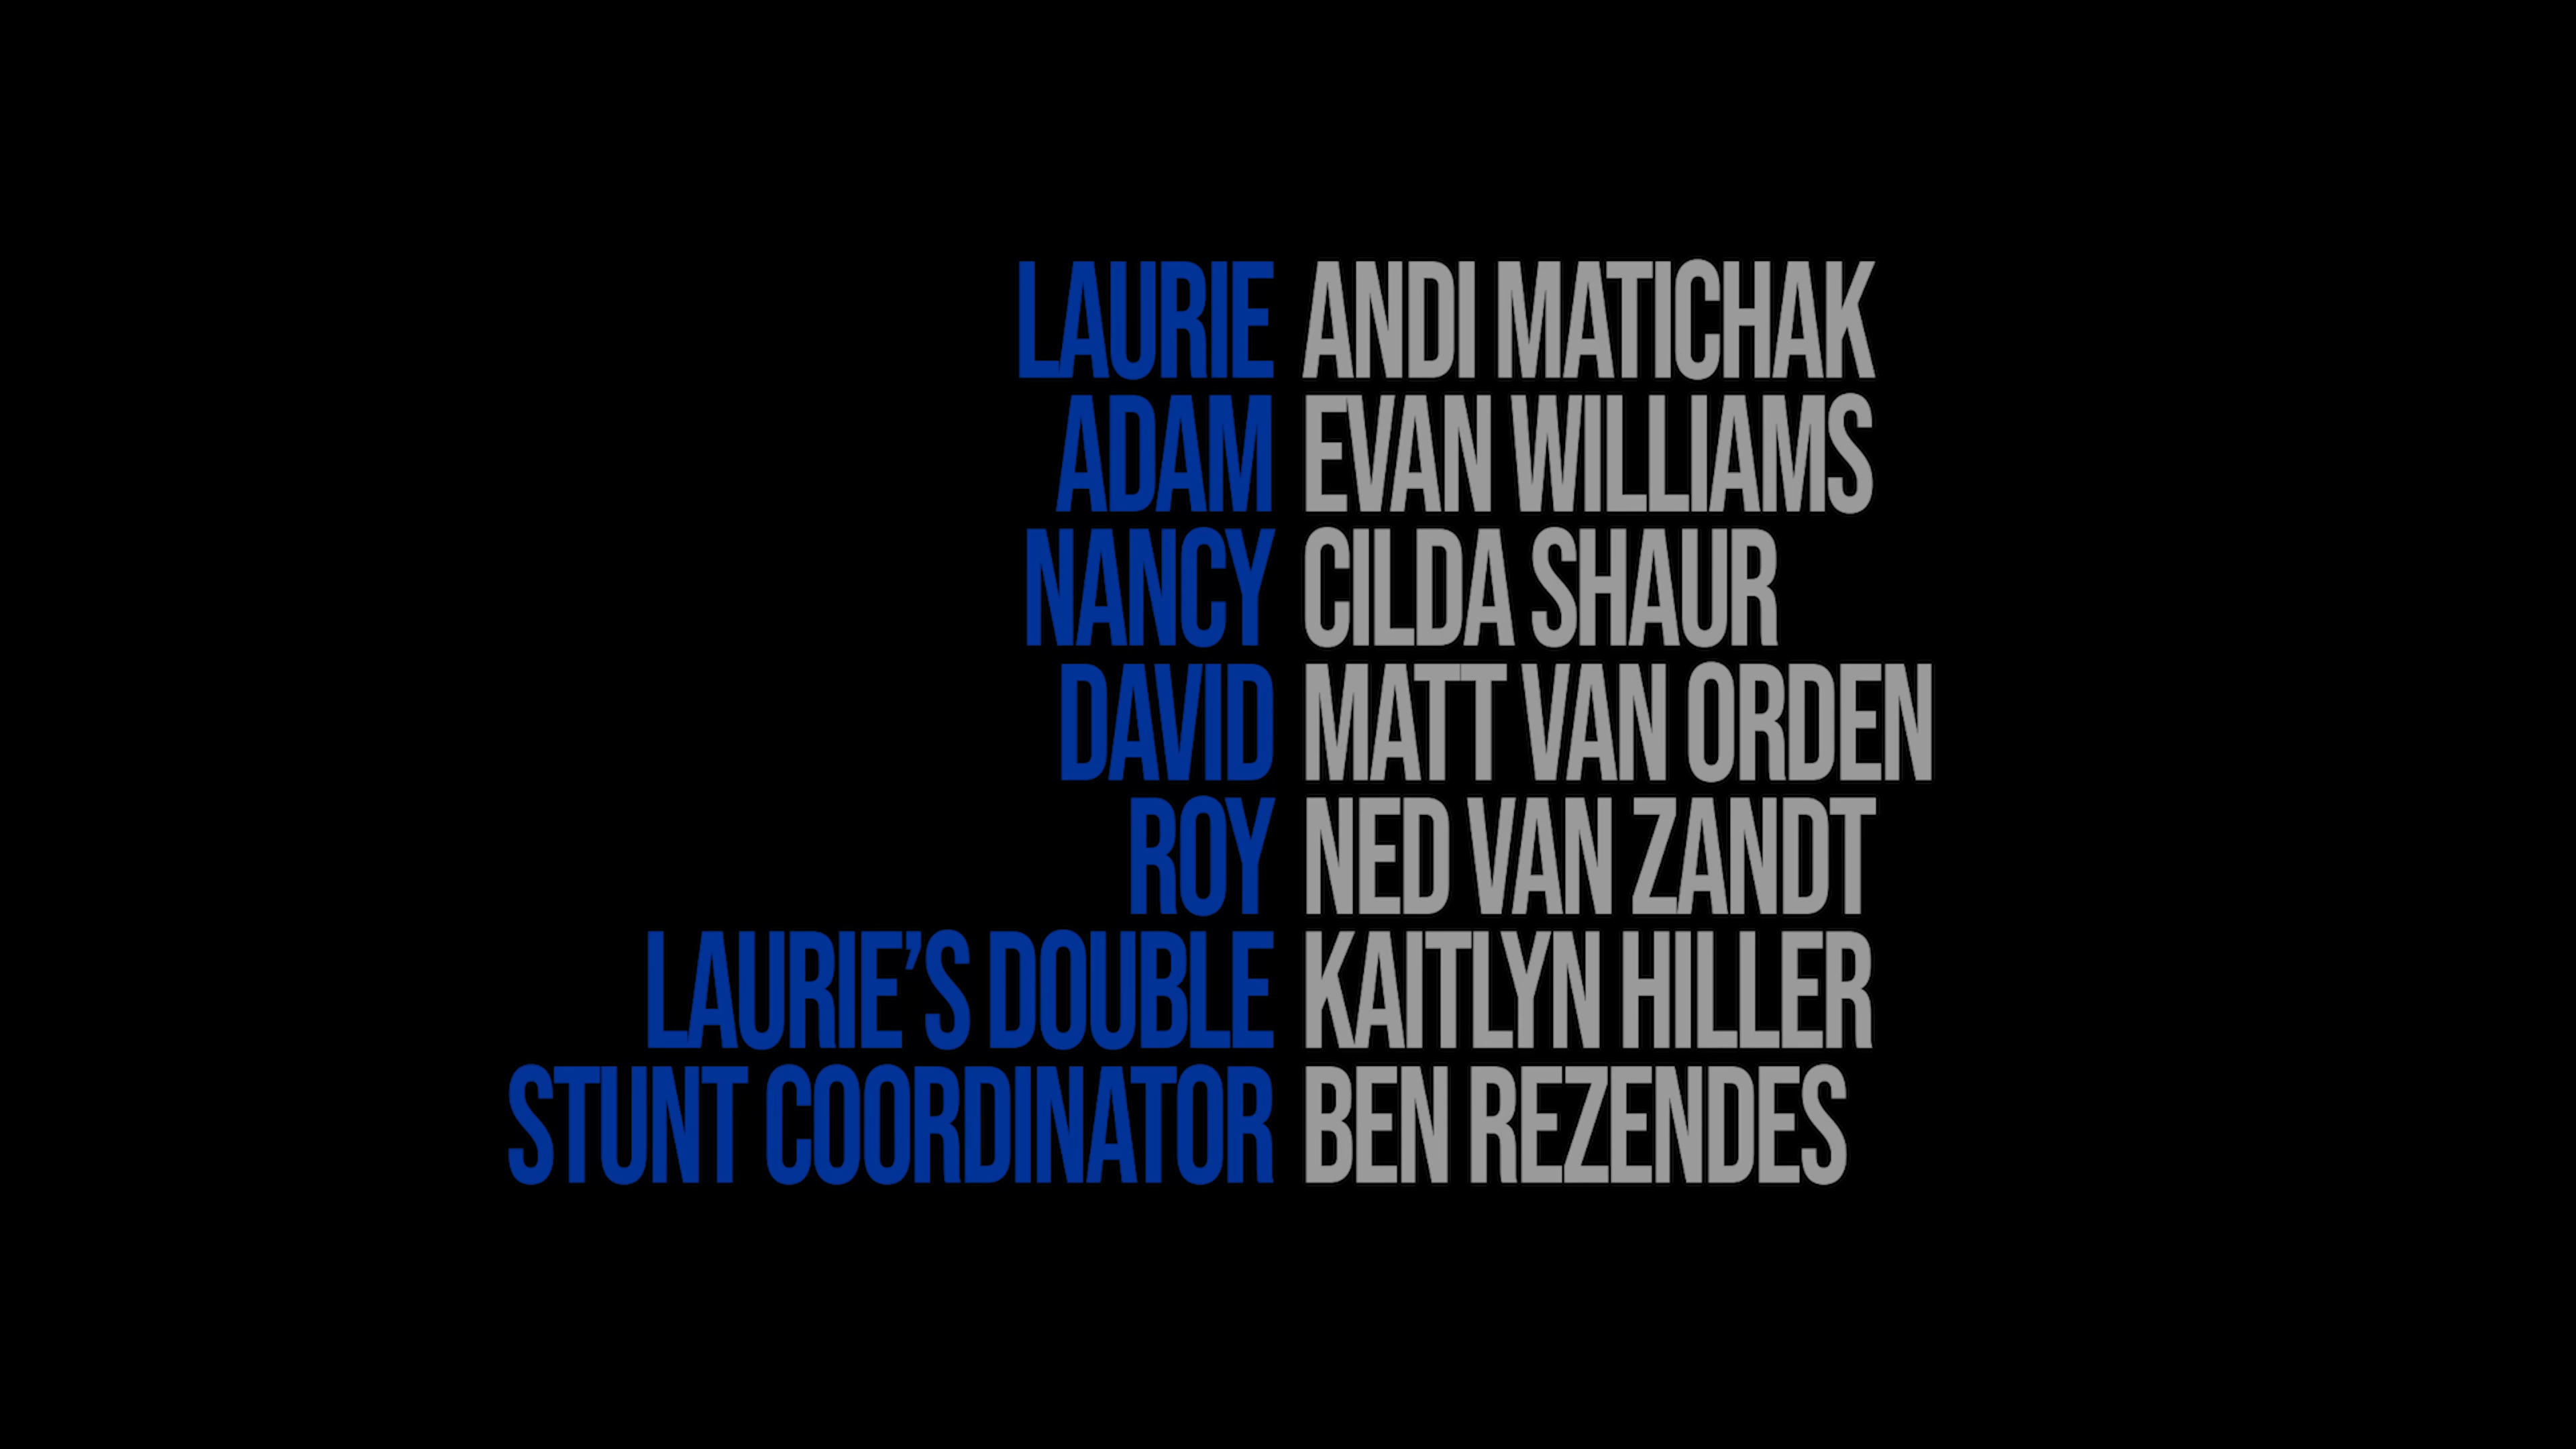 LAURIE ANDI MATICHAK
ADAM EVAN WILLIAMS
NANCY CILDA SHAUR
DAVID MATT VAN ORDEN
ROY NED VAN ZANDT
LAURIE’S DOUBLE KAITLYN HILLER
STUNT COORDINATOR BEN REZENDES